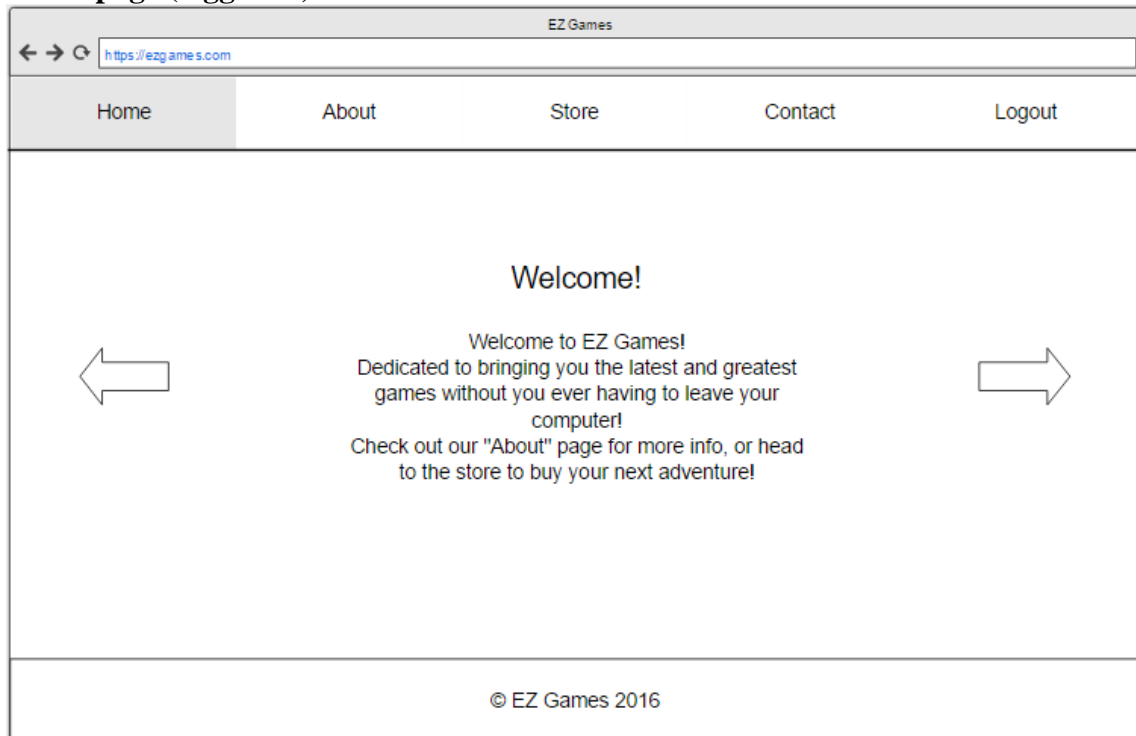 EZ Games
https://ezgames.com
Home About Store Contact Logout
Welcome!
Welcome to EZ Games!
Dedicated to bringing you the latest and greatest
games without you ever having to leave your
computer!
Check out our "About" page for more info, or head
to the store to buy your next adventure!
© EZ Games 2016